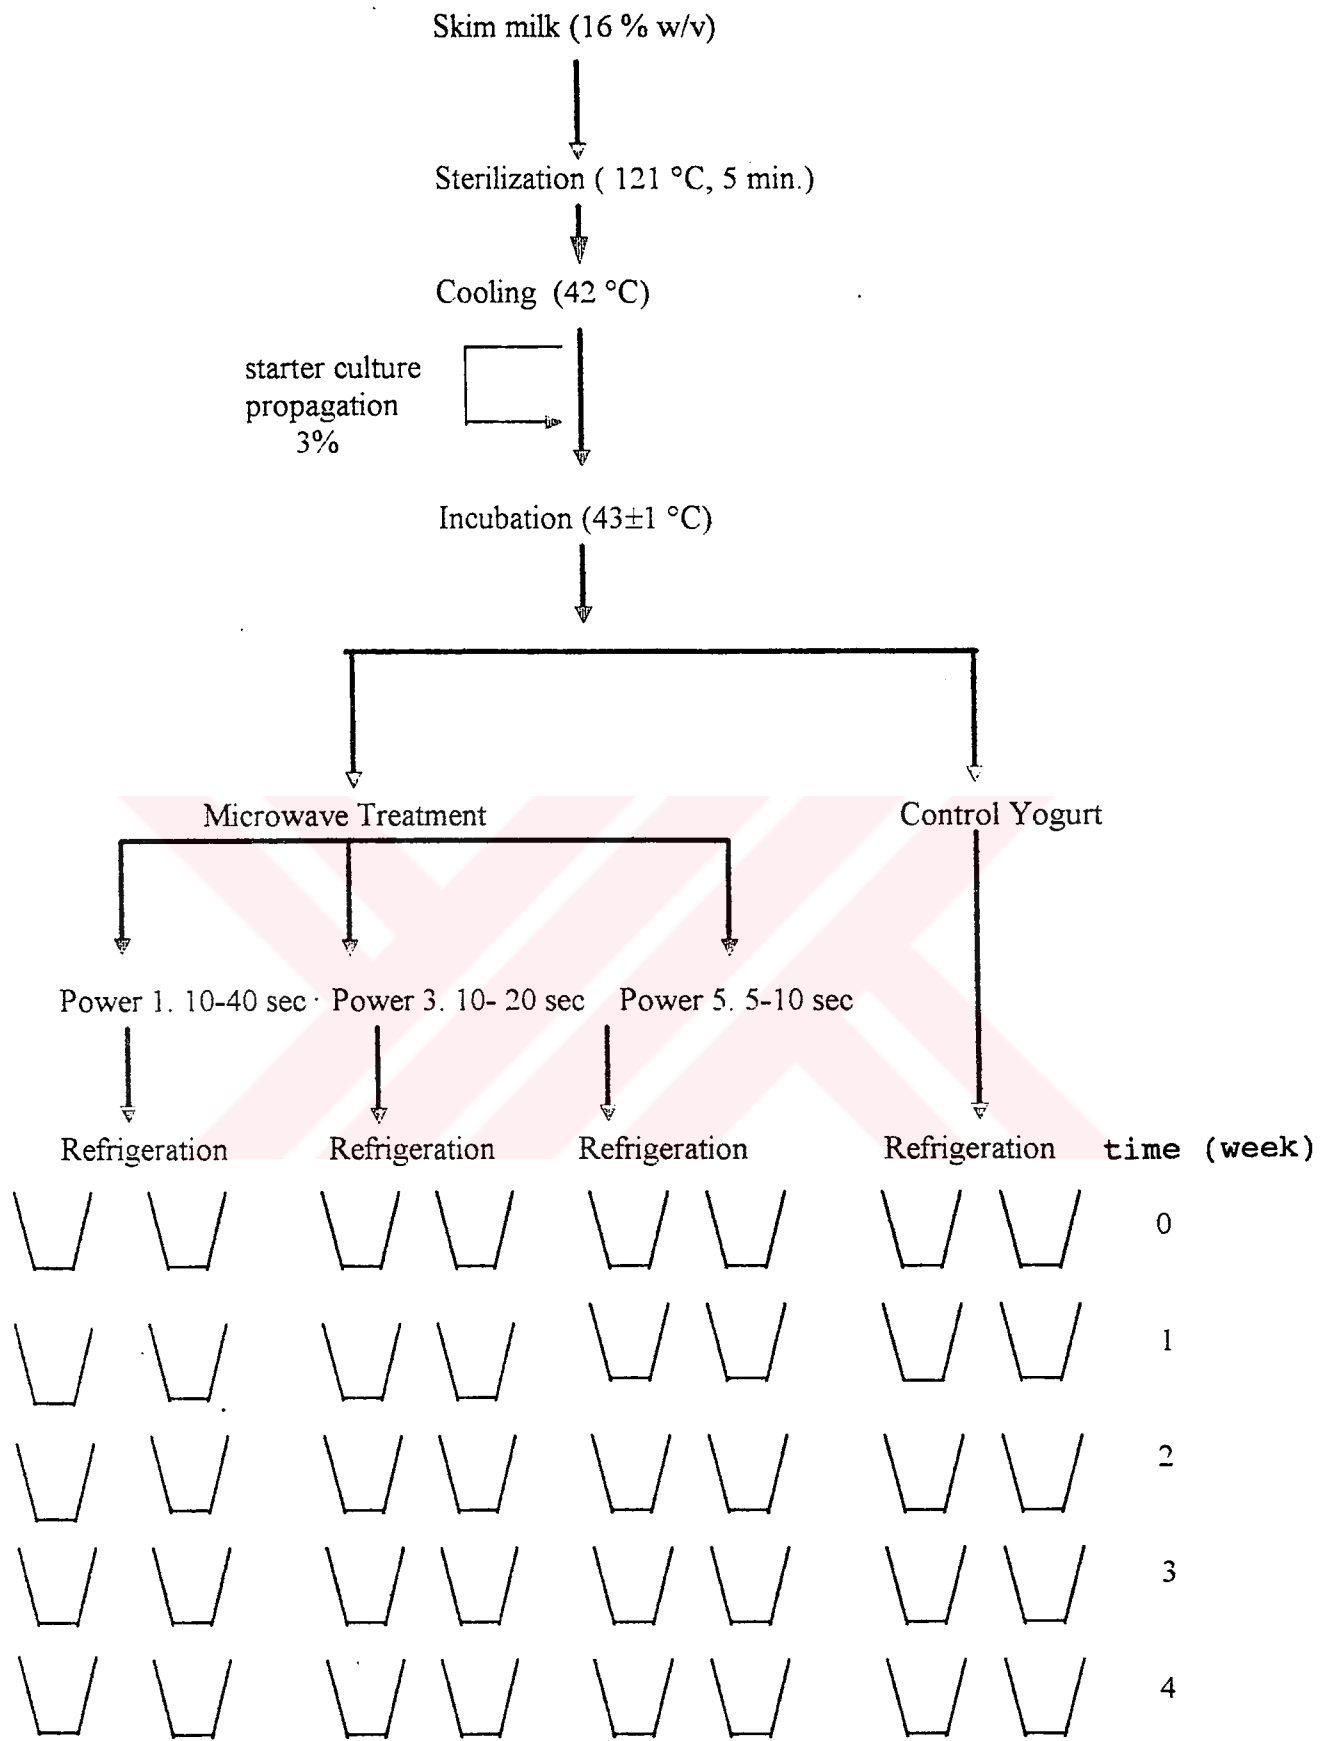 Skim milk (16 % w/v)
Sterilization ( 121 °C, 5 min.)
Cooling (42 °C)
starter culture
propagation
3%
Incubation (43±1 °C)
Microwave Treatment
Control Yogurt
Power 1. 10-40 sec
Power 3. 10- 20 sec
Power 5. 5-10 sec
Refrigeration
Refrigeration
Refrigeration
Refrigeration
time (week)
0
1
2
3
4